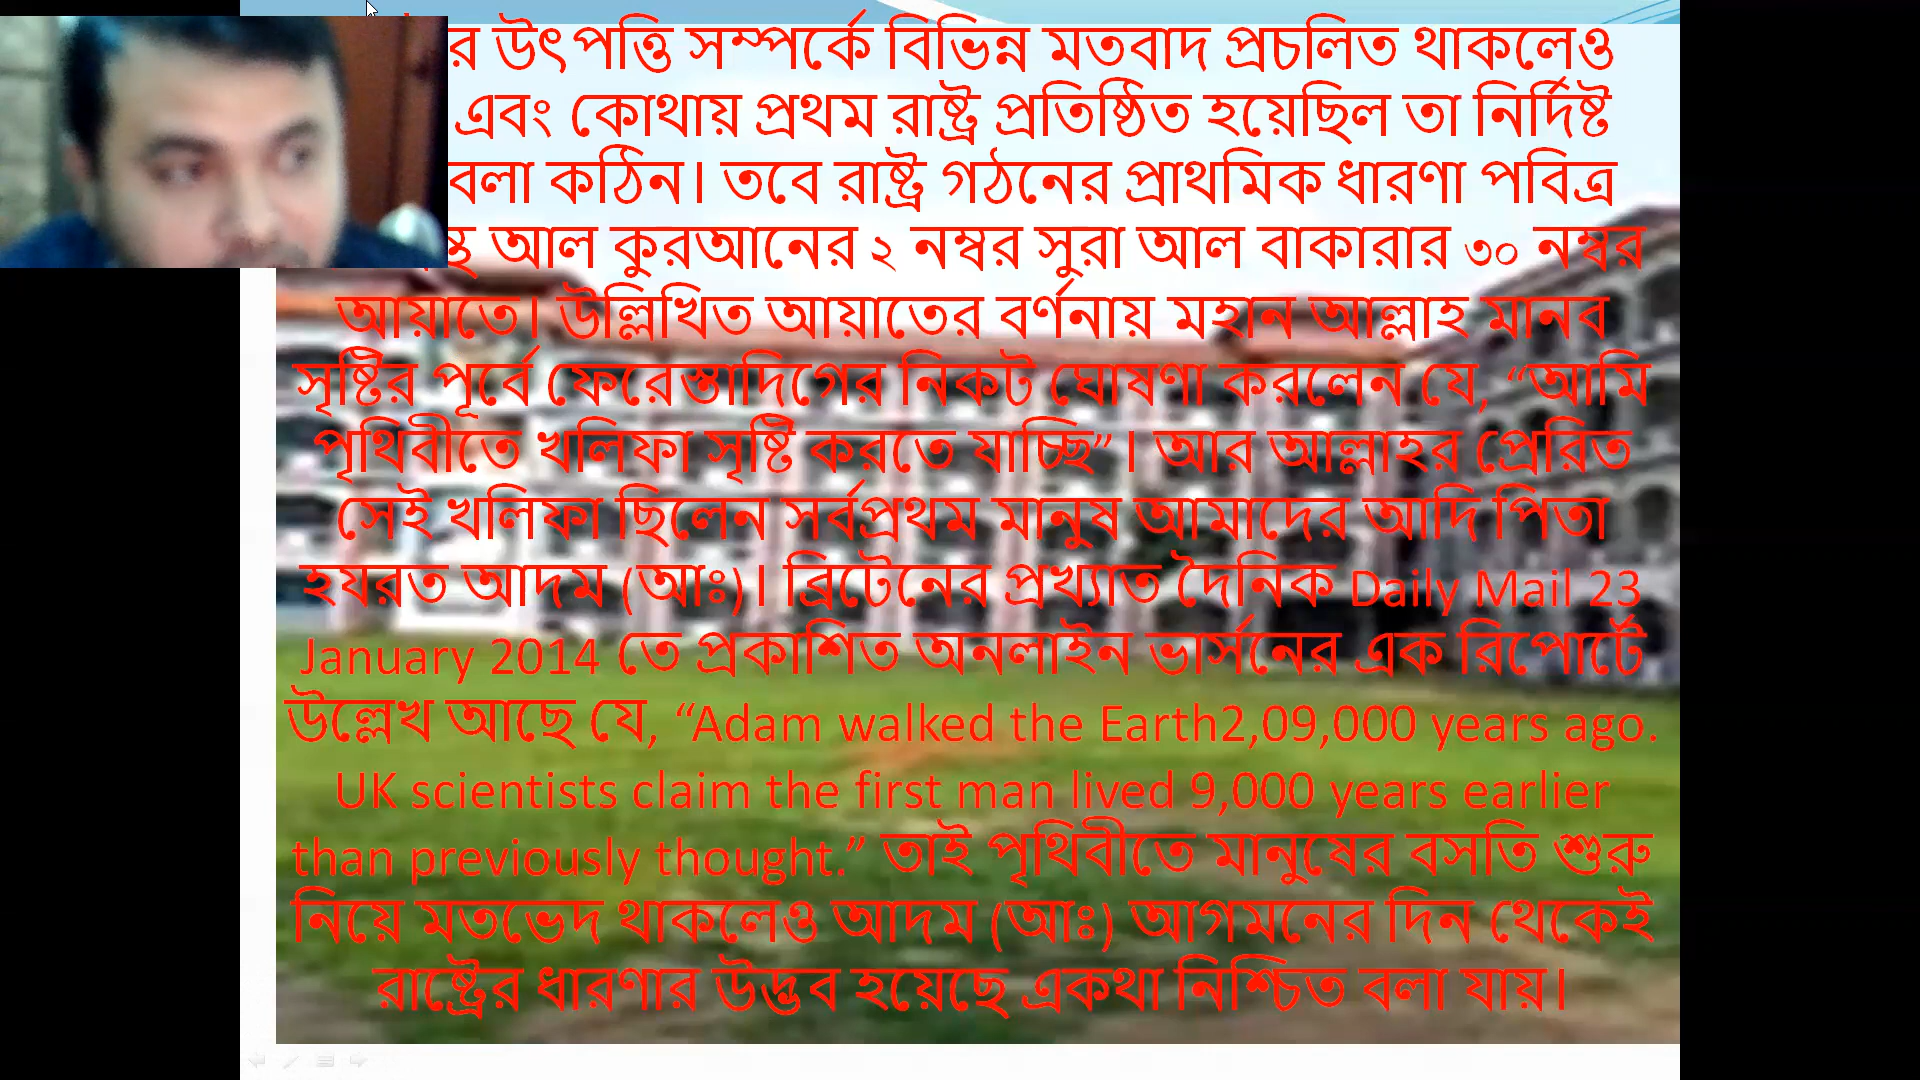 র উৎপত্তি সম্পর্কে বিভিন্ন মতবাদ প্রচলিত থাকলেও
এবং কোথায় প্রথম রাষ্ট্র প্রতিষ্ঠিত হয়েছিল তা নির্দিষ্ট
বলা কঠিন। তবে রাষ্ট্র গঠনের প্রাথমিক ধারণা পবিত্র
আল কুরআনের ২ নম্বর সুরা আল বাকারার ৩০ নম্বর
আয়াতে। উল্লিখিত আয়াতের বর্ণনায় মহান আল্লাহ মানব
সৃষ্টির পূর্বে ফেরেস্তাদিগের নিকট ঘোষণা করলেন যে, “আমি
পৃথিবীতে খলিফা সৃষ্টি করতে যাচ্ছি”। আর আল্লাহর প্রেরিত
সেই খলিফা ছিলেন সর্বপ্রথম মানুষ আমাদের আদি পিতা
হযরত আদম (আঃ)। ব্রিটেনের প্রখ্যাত দৈনিক Daily Mail 23
January 2014 তে প্রকাশিত অনলাইন ভার্সনের এক রিপোর্টে
উল্লেখ আছে যে, “Adam walked the Earth2,09,000 years ago.
UK scientists claim the first man lived 9,000 years earlier
than previously thought.” তাই পৃথিবীতে মানুষের বসতি শুরু
নিয়ে মতভেদ থাকলেও আদম (আঃ) আগমনের দিন থেকেই
রাষ্ট্রের ধারণার উদ্ভব হয়েছে একথা নিশ্চিত বলা যায়।